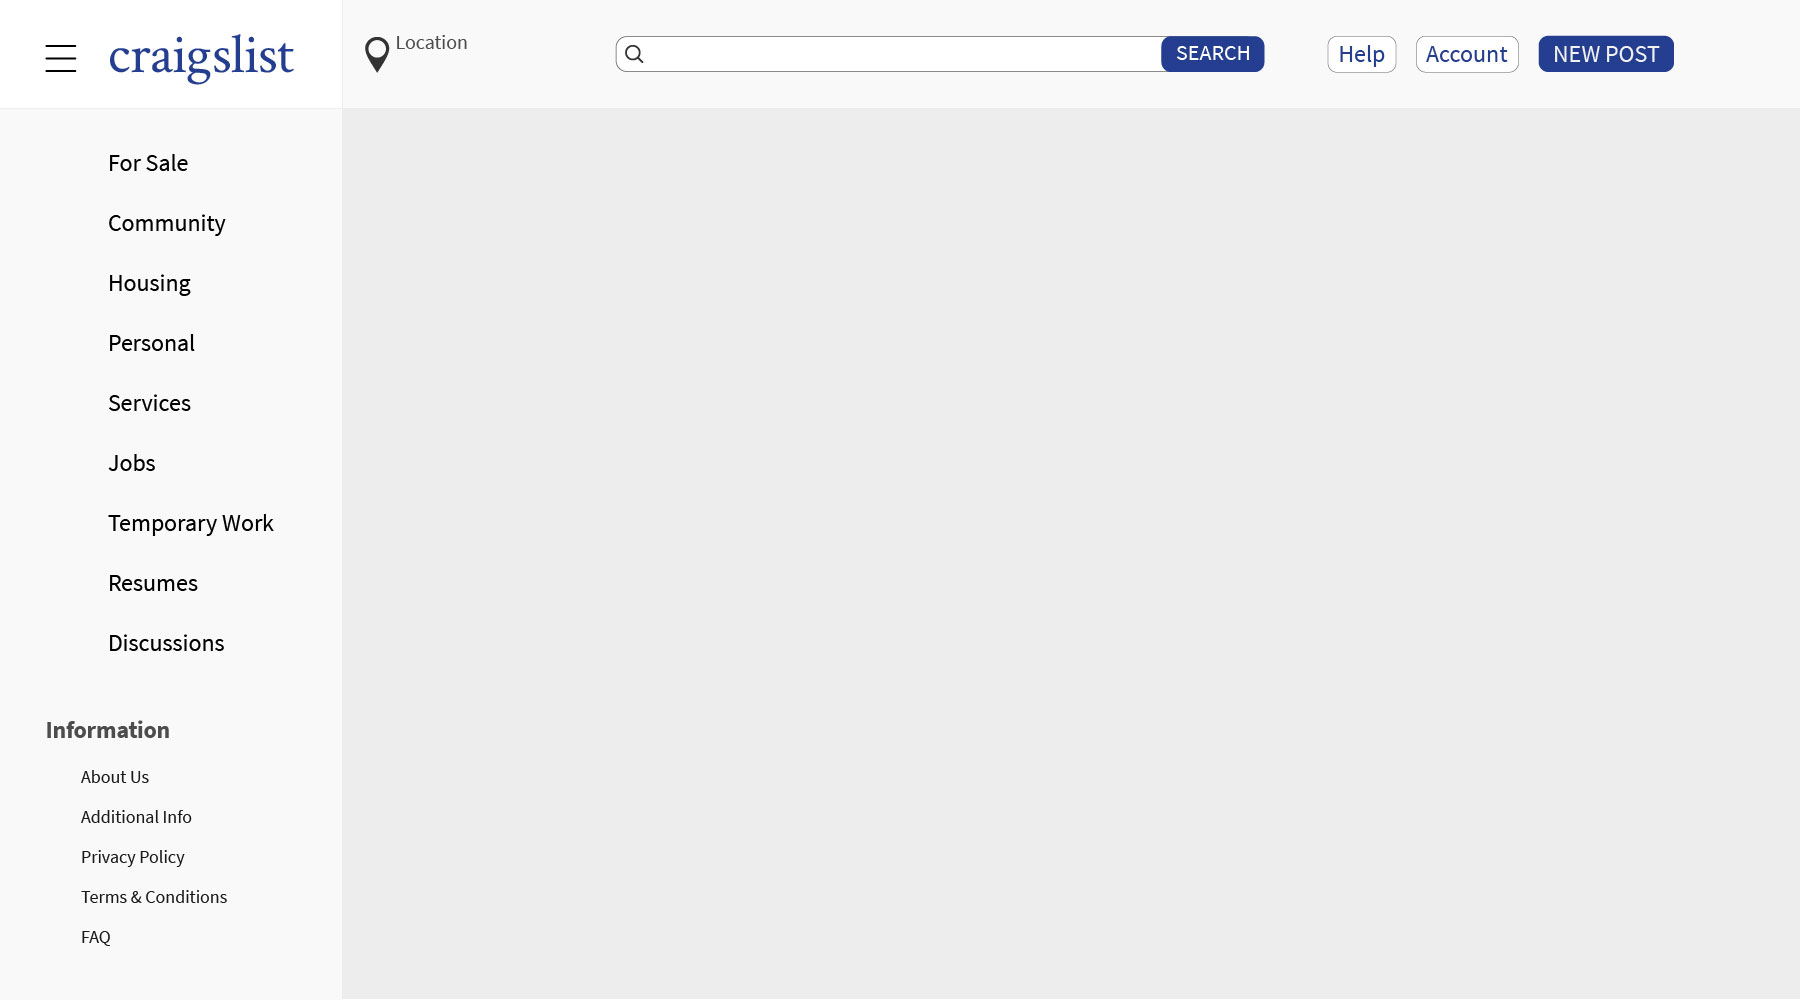 craigslist
Location
SEARCH
Help
Account
NEW POST
For Sale
Community
Housing
Personal
Services
Jobs
Temporary Work
Resumes
Discussions
Information
About Us
Additional Info
Privacy Policy
Terms & Conditions
FAQ